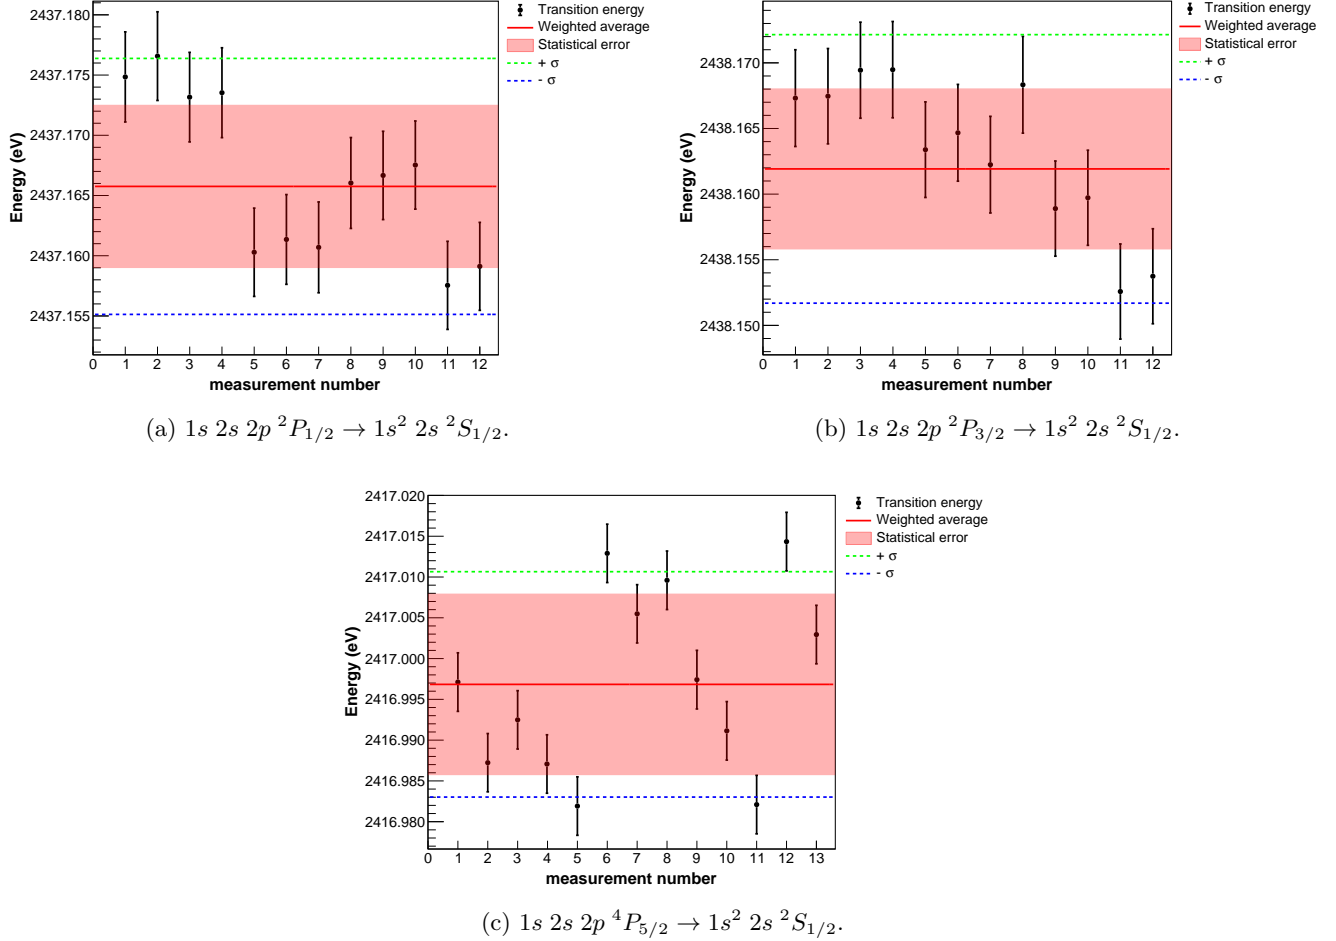 2437.180
2437.175
2437.170
2437.165
2437.160
2437.155
Energy (eV)
0 1 2 3 4 5 6 7 8 9 10 11 12
measurement number
Transition energy
Weighted average
Statistical error
+ σ
- σ
(a) 1s 2s 2p ²P₁/₂ → 1s² 2s ²S₁/₂.
2438.170
2438.165
2438.160
2438.155
2438.150
Energy (eV)
0 1 2 3 4 5 6 7 8 9 10 11 12
measurement number
Transition energy
Weighted average
Statistical error
+ σ
- σ
(b) 1s 2s 2p ²P₃/₂ → 1s² 2s ²S₁/₂.
2417.020
2417.015
2417.010
2417.005
2417.000
2416.995
2416.990
2416.985
2416.980
Energy (eV)
0 1 2 3 4 5 6 7 8 9 10 11 12 13
measurement number
Transition energy
Weighted average
Statistical error
+ σ
- σ
(c) 1s 2s 2p ⁴P₅/₂ → 1s² 2s ²S₁/₂.